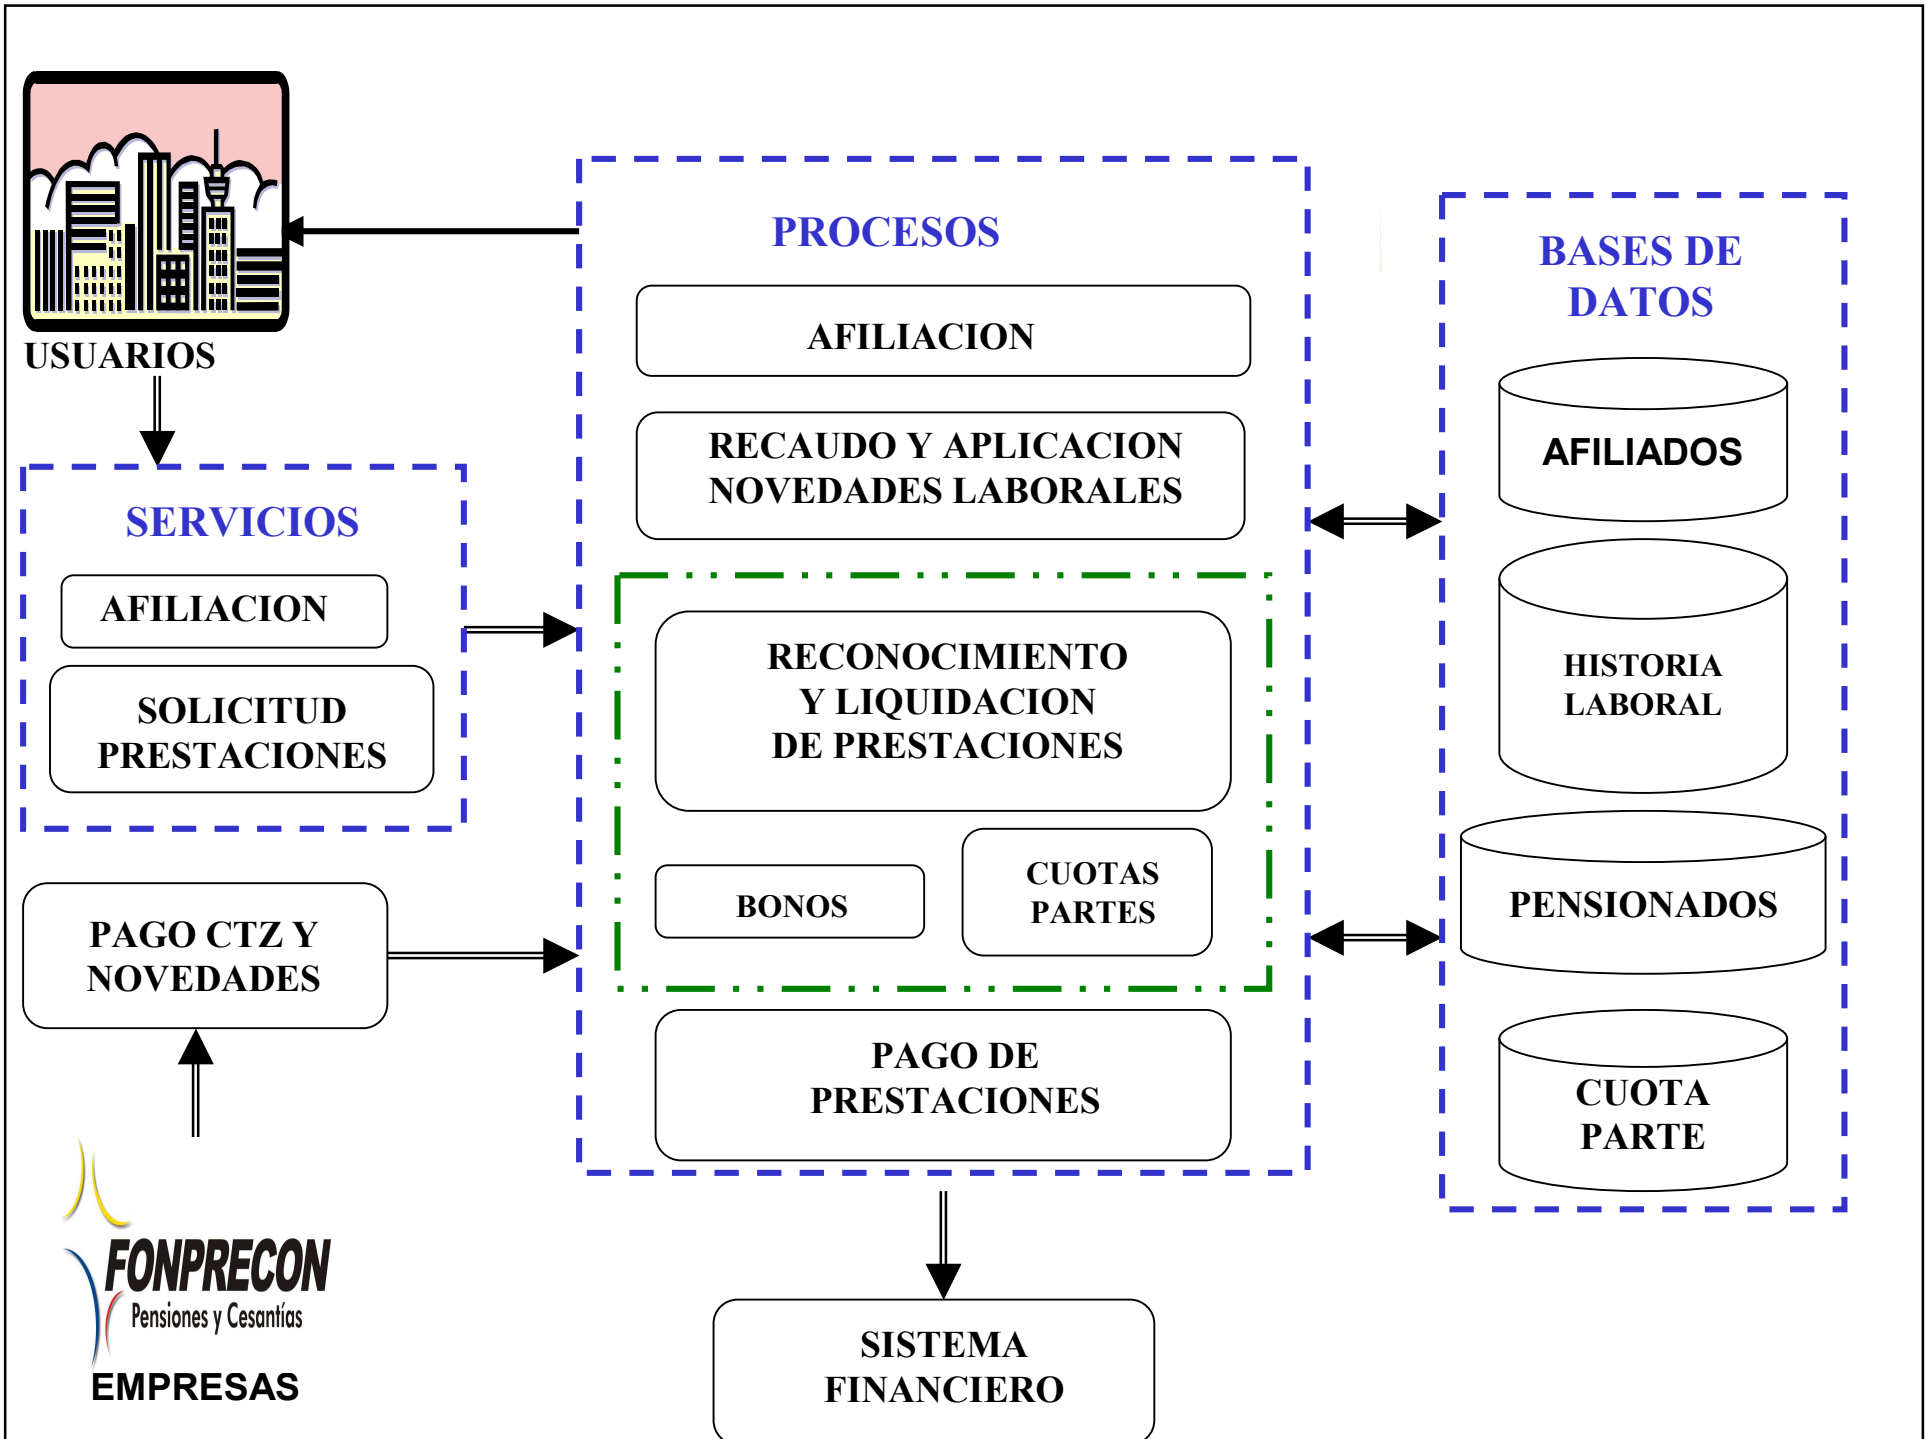 USUARIOS
SERVICIOS
AFILIACION
SOLICITUD
PRESTACIONES
PAGO CTZ Y
NOVEDADES
FONPRECON
Pensiones y Cesantías
EMPRESAS
PROCESOS
AFILIACION
RECAUDO Y APLICACION
NOVEDADES LABORALES
RECONOCIMIENTO
Y LIQUIDACION
DE PRESTACIONES
BONOS
CUOTAS
PARTES
PAGO DE
PRESTACIONES
SISTEMA
FINANCIERO
BASES DE
DATOS
AFILIADOS
HISTORIA
LABORAL
PENSIONADOS
CUOTA
PARTE